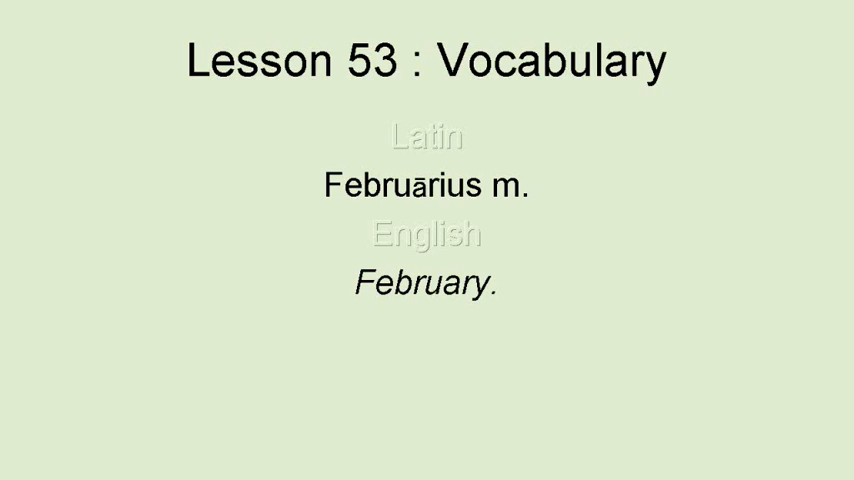 Lesson 53 : Vocabulary
Latin
Februārius m.
English
February.